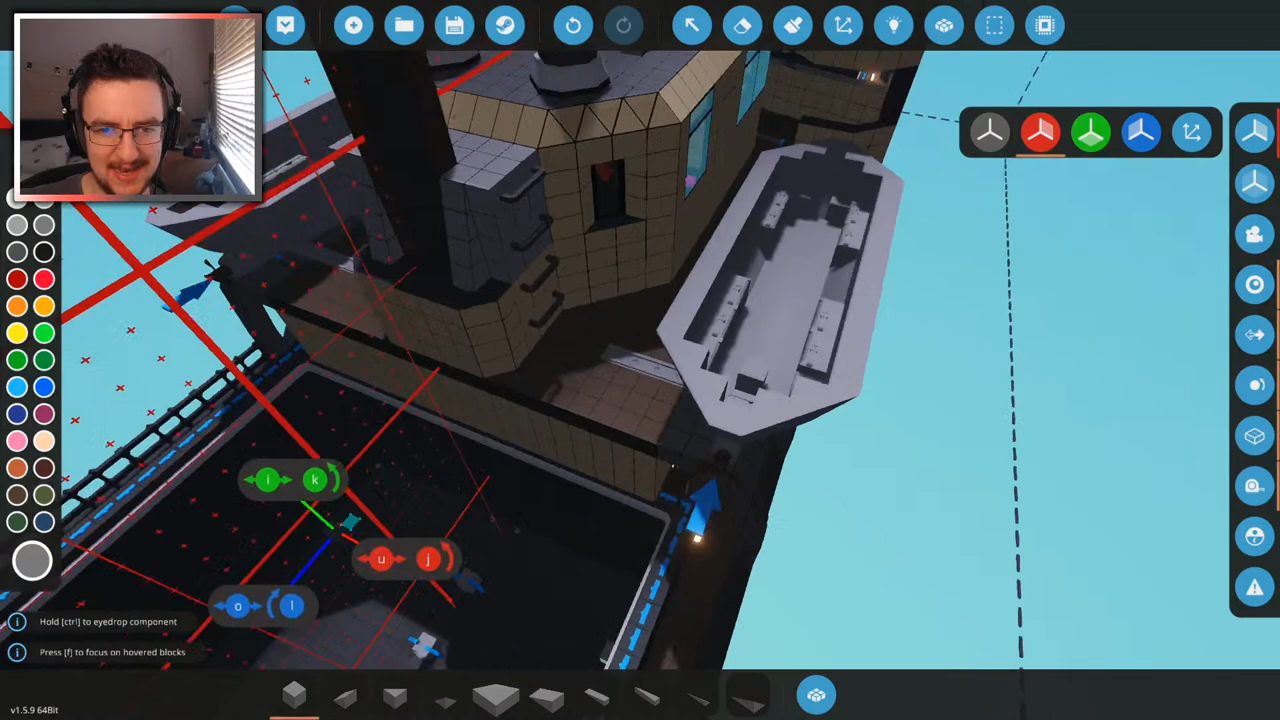 i k
u j
o l
Hold [ctrl] to eyedrop component
Press [f] to focus on hovered blocks
v1.5.9 64Bit